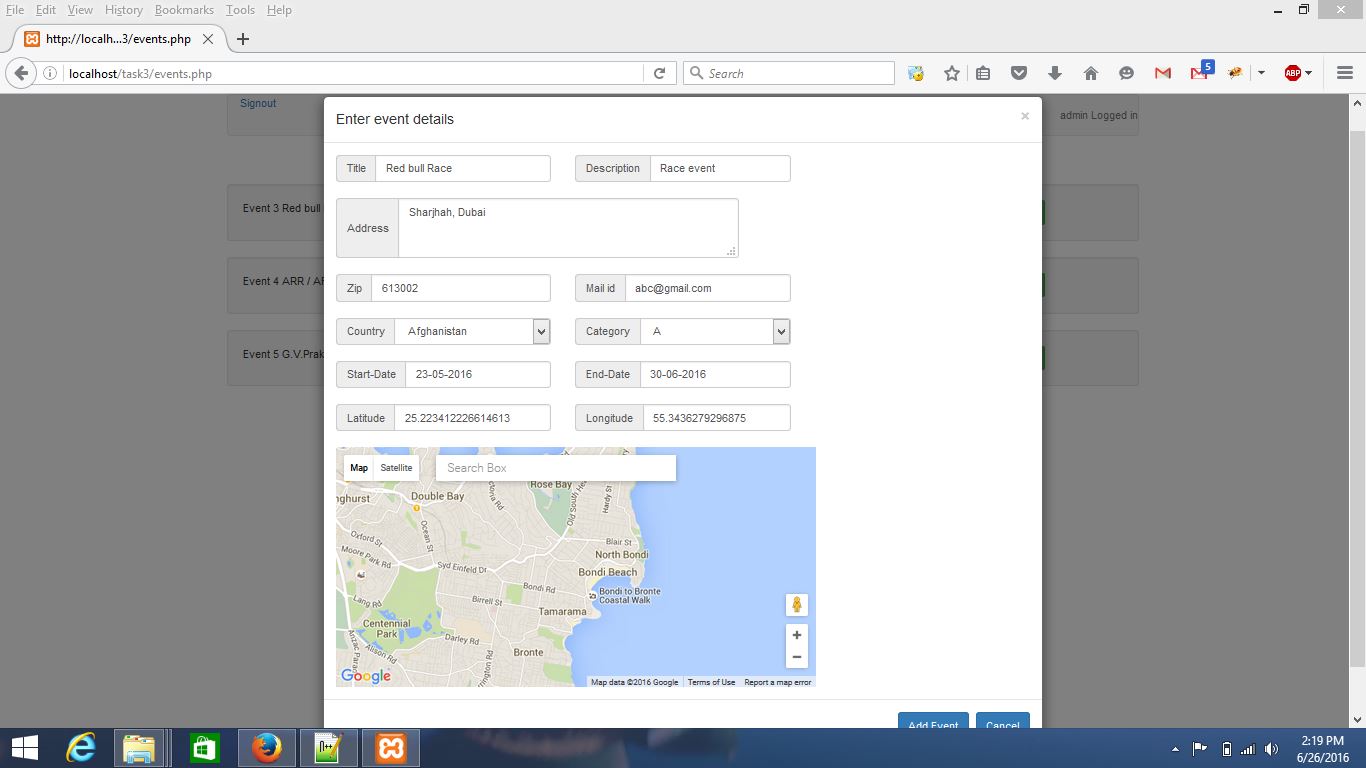 File Edit View History Bookmarks Tools Help
http://localh...3/events.php
localhost/task3/events.php
Search
5
ABP
Signout
admin Logged in
Enter event details
×
Title Red bull Race
Description Race event
Event 3 Red bull
Address Sharjhah, Dubai
Event 4 ARR /
Zip 613002
Mail id abc@gmail.com
Country Afghanistan
Category A
Event 5 G.V.Prak
Start-Date 23-05-2016
End-Date 30-06-2016
Latitude 25.223412226614613
Longitude 55.3436279296875
Map Satellite
Search Box
Rose Bay
Double Bay
Old South
Hardy St
Ocean St
Oxford St
Moore Park Rd
Blair St
North Bondi
Syd Einfeld Dr
Bondi Beach
Bondi Rd
Bondi to Bronte
Coastal Walk
Lang Rd
Birrell St
Tamarama
Centennial
Park
Darley Rd
Alison Rd
Bronte
Google
Map data ©2016 Google
Terms of Use
Report a map error
Add Event
Cancel
N++
2:19 PM
6/26/2016